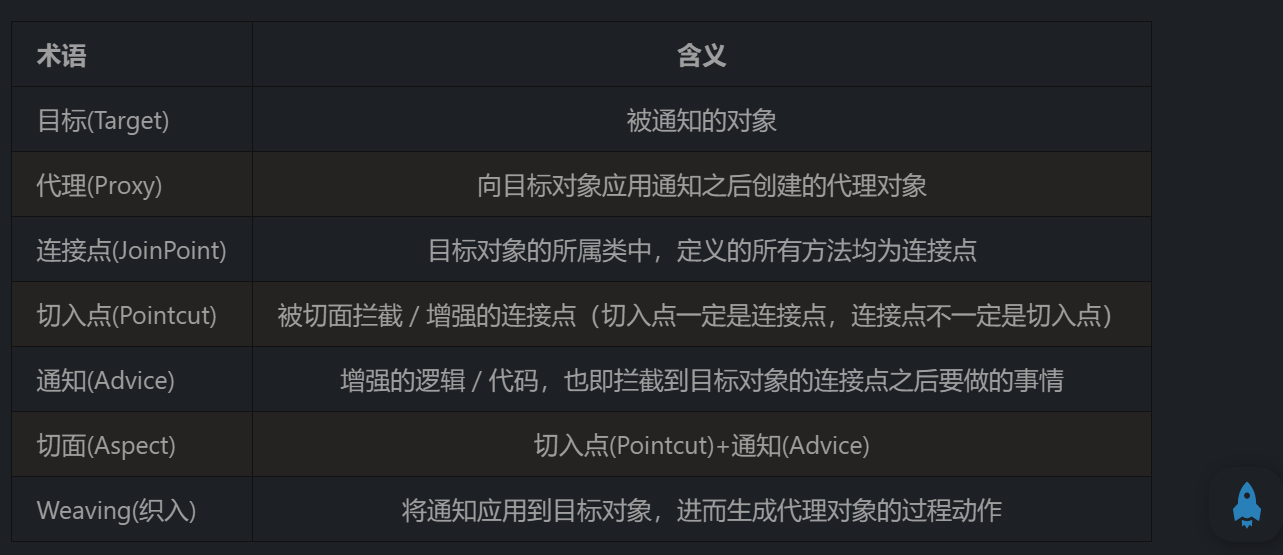 术语 含义
目标(Target) 被通知的对象
代理(Proxy) 向目标对象应用通知之后创建的代理对象
连接点(JoinPoint) 目标对象的所属类中，定义的所有方法均为连接点
切入点(Pointcut) 被切面拦截 / 增强的连接点（切入点一定是连接点，连接点不一定是切入点）
通知(Advice) 增强的逻辑 / 代码，也即拦截到目标对象的连接点之后要做的事情
切面(Aspect) 切入点(Pointcut)+通知(Advice)
Weaving(织入) 将通知应用到目标对象，进而生成代理对象的过程动作